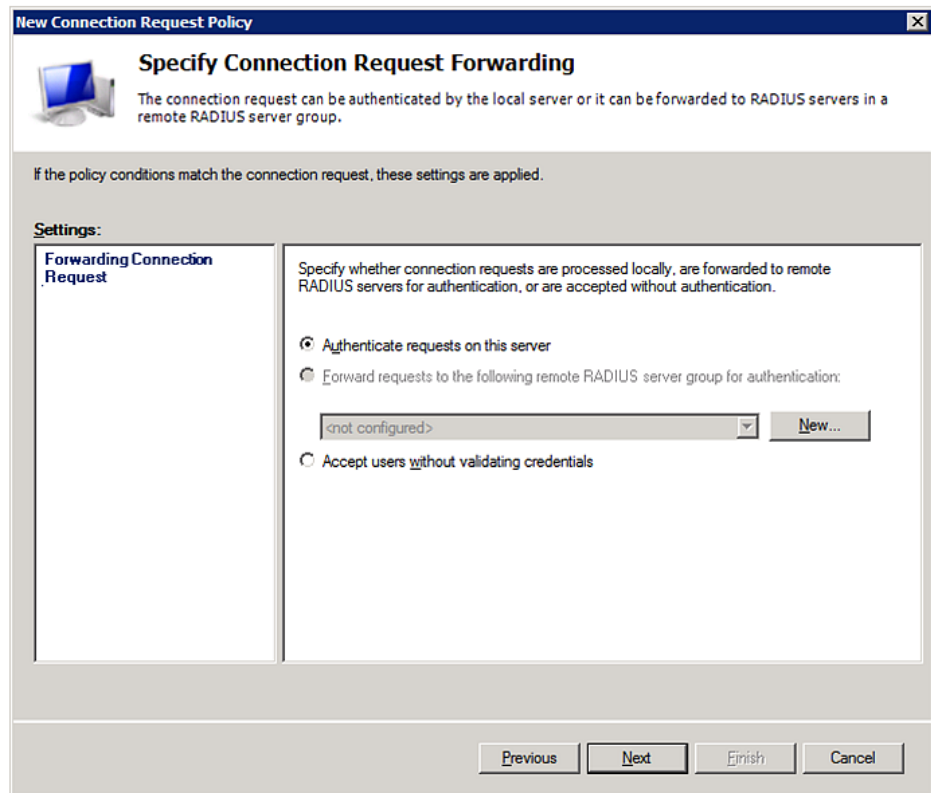 New Connection Request Policy
Specify Connection Request Forwarding
The connection request can be authenticated by the local server or it can be forwarded to RADIUS servers in a
remote RADIUS server group.
If the policy conditions match the connection request, these settings are applied.
Settings:
Forwarding Connection
Request
Specify whether connection requests are processed locally, are forwarded to remote
RADIUS servers for authentication, or are accepted without authentication.
Authenticate requests on this server
Forward requests to the following remote RADIUS server group for authentication:
<not configured>
New...
Accept users without validating credentials
Previous
Next
Finish
Cancel